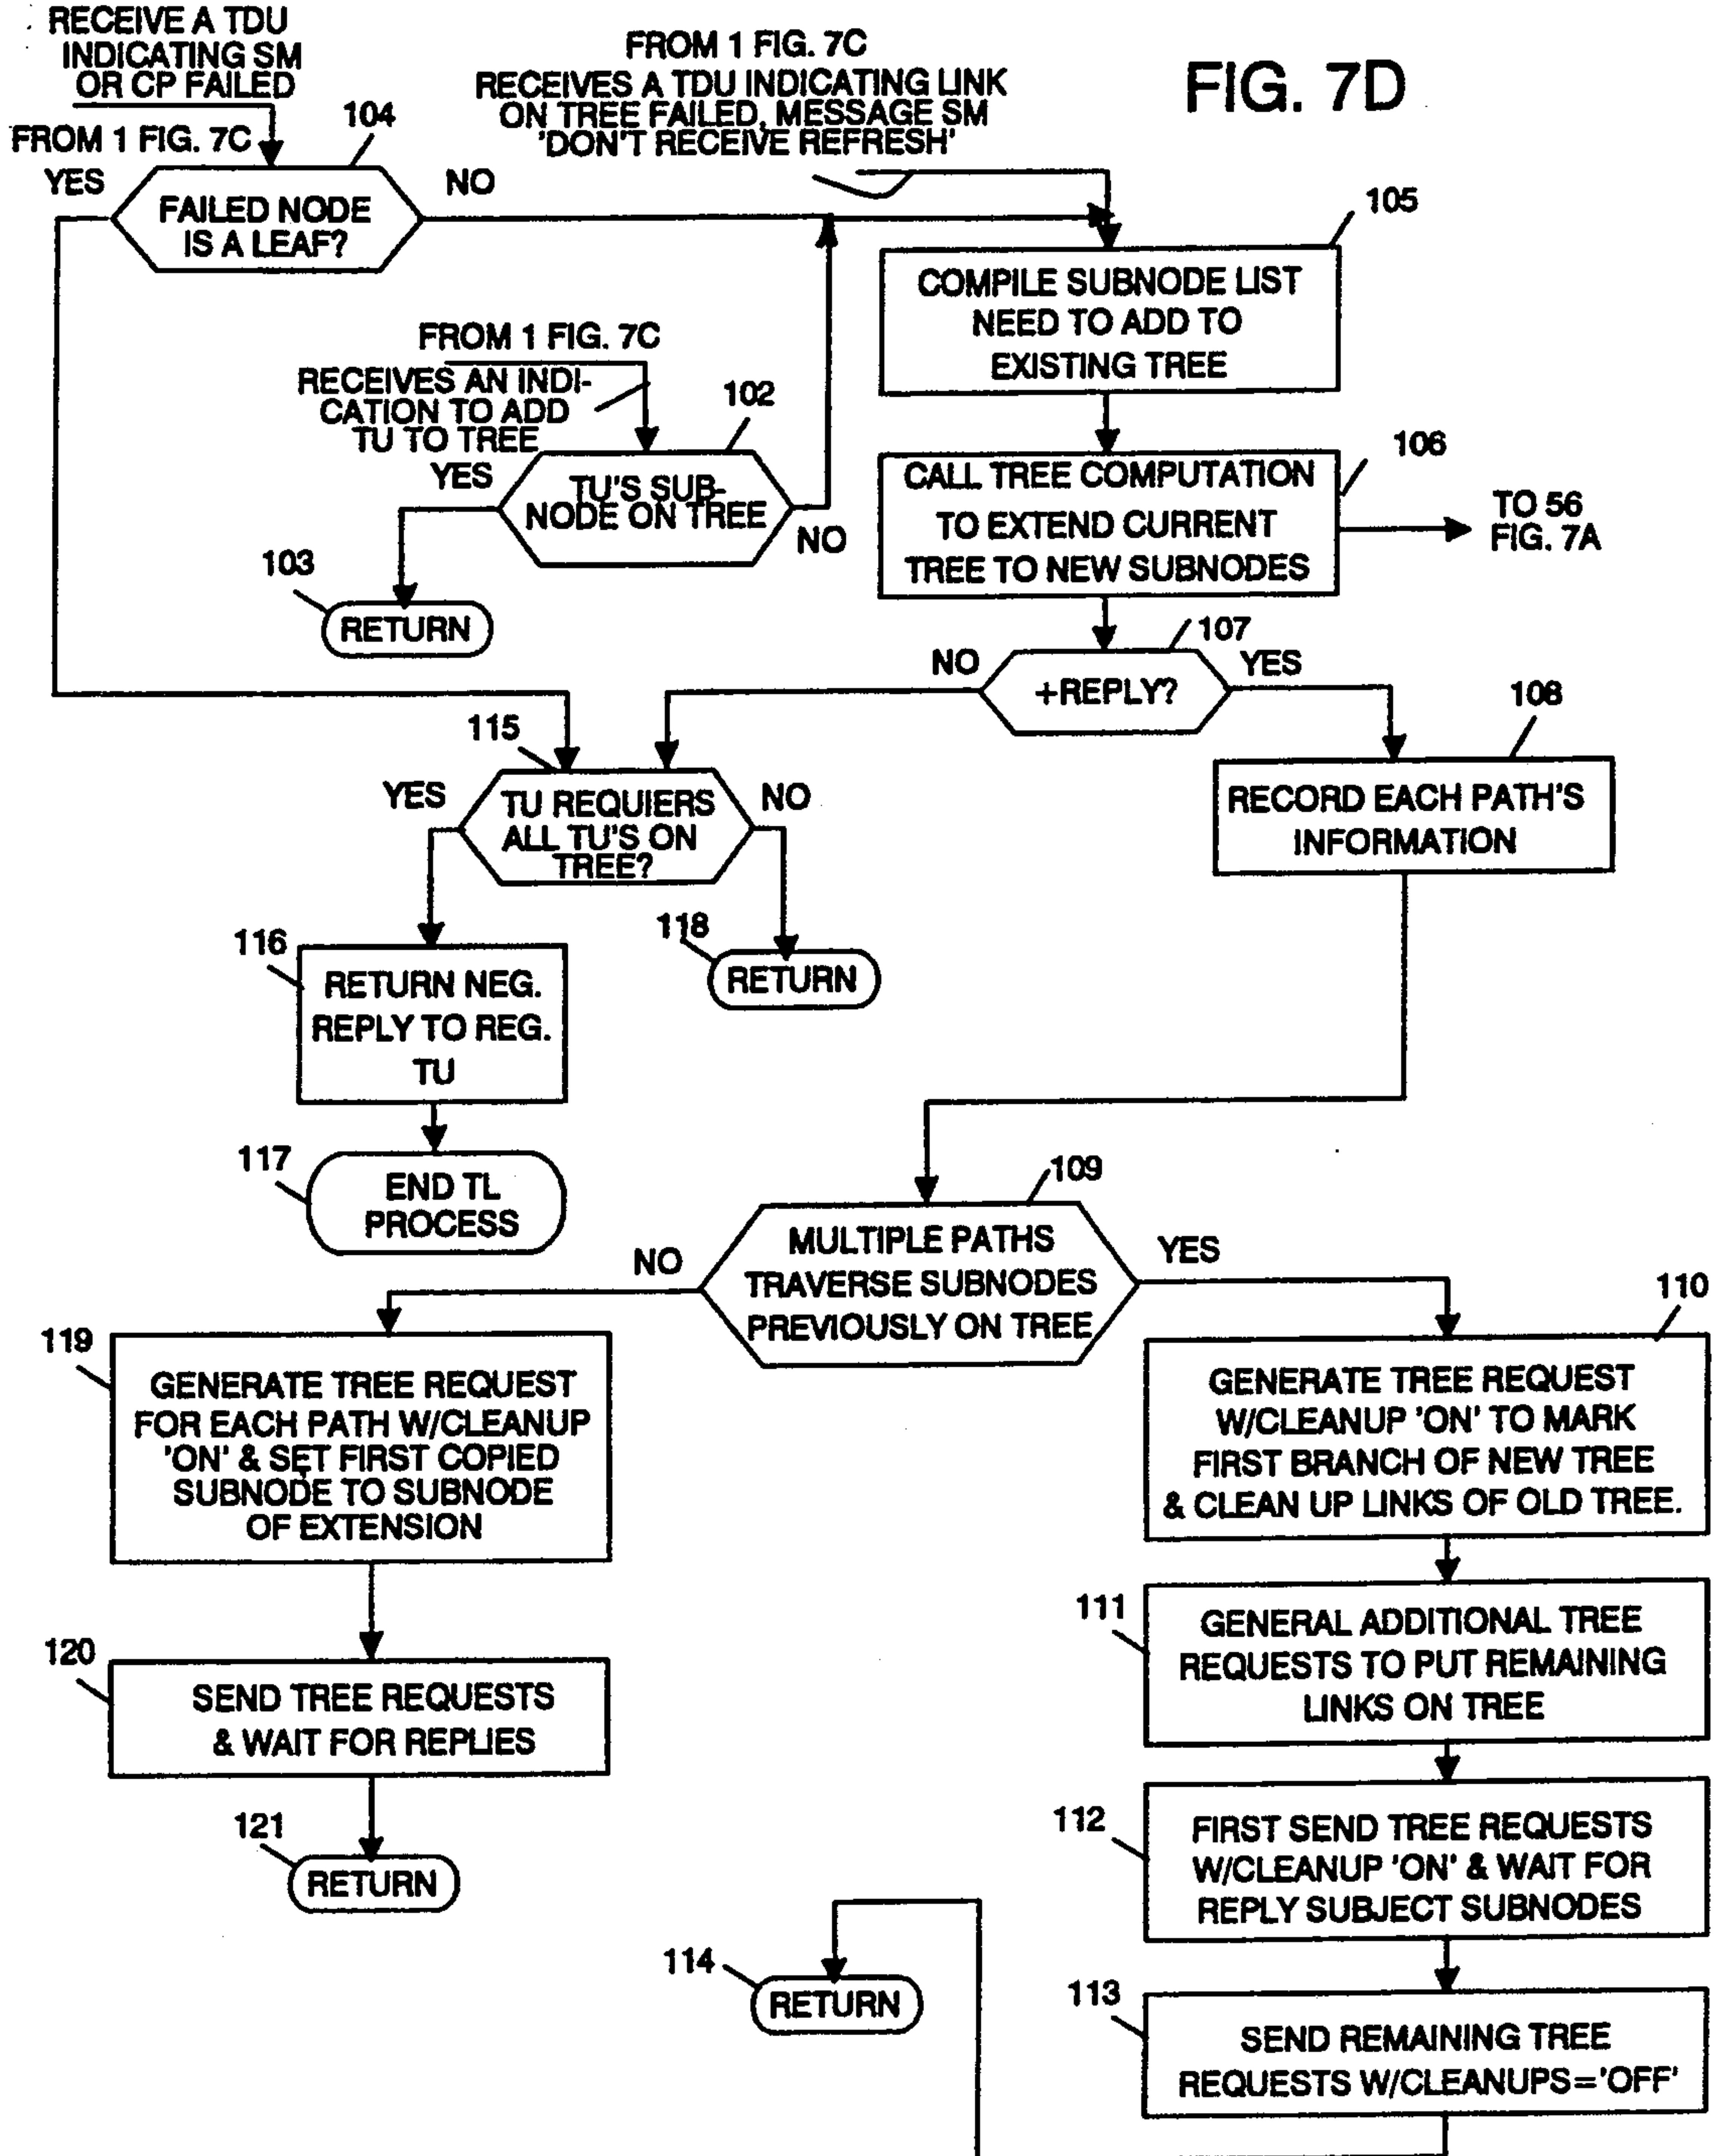 RECEIVE A TDU
INDICATING SM
OR CP FAILED
FROM 1 FIG. 7C
104
FROM 1 FIG. 7C
RECEIVES A TDU INDICATING LINK
ON TREE FAILED, MESSAGE SM
'DON'T RECEIVE REFRESH'
FIG. 7D
YES
NO
FAILED NODE
IS A LEAF?
105
COMPILE SUBNODE LIST
NEED TO ADD TO
EXISTING TREE
FROM 1 FIG. 7C
RECEIVES AN INDI-
CATION TO ADD
TU TO TREE
102
YES
TU'S SUB-
NODE ON TREE
NO
103
RETURN
106
CALL TREE COMPUTATION
TO EXTEND CURRENT
TREE TO NEW SUBNODES
TO 56
FIG. 7A
107
NO
+REPLY?
YES
108
RECORD EACH PATH'S
INFORMATION
115
YES
TU REQUIERS
ALL TU'S ON
TREE?
NO
116
RETURN NEG.
REPLY TO REG.
TU
118
RETURN
117
END TL
PROCESS
109
NO
MULTIPLE PATHS
TRAVERSE SUBNODES
PREVIOUSLY ON TREE
YES
119
GENERATE TREE REQUEST
FOR EACH PATH W/CLEANUP
'ON' & SET FIRST COPIED
SUBNODE TO SUBNODE
OF EXTENSION
110
GENERATE TREE REQUEST
W/CLEANUP 'ON' TO MARK
FIRST BRANCH OF NEW TREE
& CLEAN UP LINKS OF OLD TREE.
120
SEND TREE REQUESTS
& WAIT FOR REPLIES
111
GENERAL ADDITIONAL TREE
REQUESTS TO PUT REMAINING
LINKS ON TREE
121
RETURN
112
FIRST SEND TREE REQUESTS
W/CLEANUP 'ON' & WAIT FOR
REPLY SUBJECT SUBNODES
114
RETURN
113
SEND REMAINING TREE
REQUESTS W/CLEANUPS='OFF'